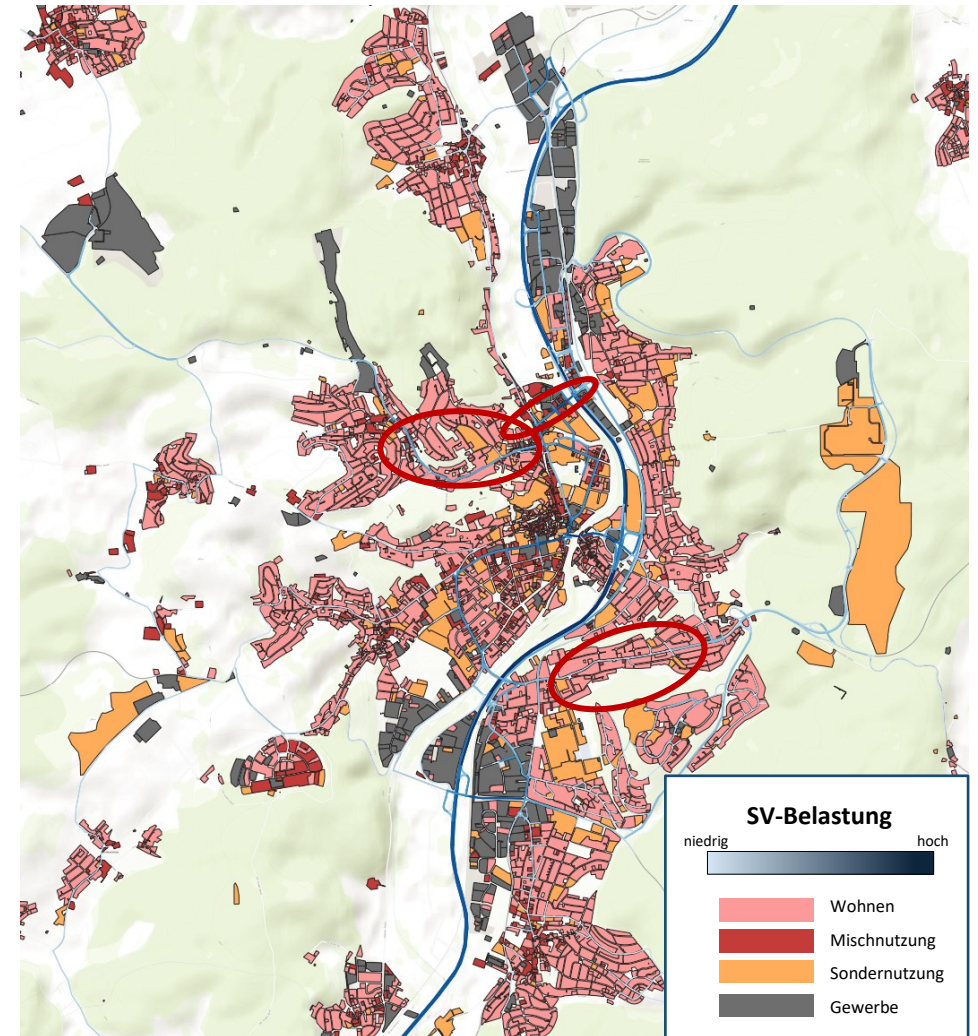 SV-Belastung
niedrig hoch
Wohnen
Mischnutzung
Sondernutzung
Gewerbe